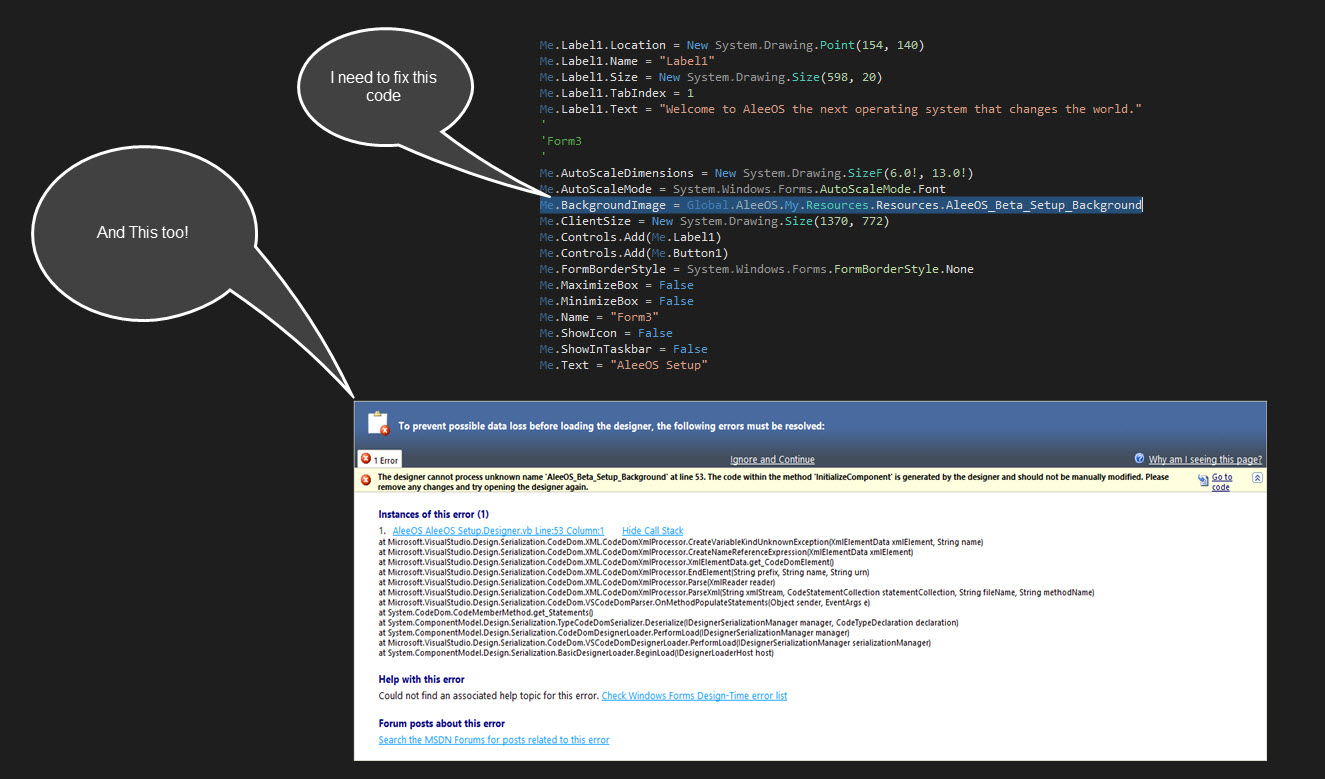 I need to fix this
code
And This too!
Me.Label1.Location = New System.Drawing.Point(154, 140)
Me.Label1.Name = "Label1"
Me.Label1.Size = New System.Drawing.Size(598, 20)
Me.Label1.TabIndex = 1
Me.Label1.Text = "Welcome to AleeOS the next operating system that changes the world."
'
'Form3
'
Me.AutoScaleDimensions = New System.Drawing.SizeF(6.0!, 13.0!)
Me.AutoScaleMode = System.Windows.Forms.AutoScaleMode.Font
Me.BackgroundImage = Global.AleeOS.My.Resources.Resources.AleeOS_Beta_Setup_Background
Me.ClientSize = New System.Drawing.Size(1370, 772)
Me.Controls.Add(Me.Label1)
Me.Controls.Add(Me.Button1)
Me.FormBorderStyle = System.Windows.Forms.FormBorderStyle.None
Me.MaximizeBox = False
Me.MinimizeBox = False
Me.Name = "Form3"
Me.ShowIcon = False
Me.ShowInTaskbar = False
Me.Text = "AleeOS Setup"
To prevent possible data loss before loading the designer, the following errors must be resolved:
1 Error
Ignore and Continue
Why am I seeing this page?
The designer cannot process unknown name 'AleeOS_Beta_Setup_Background' at line 53. The code within the method 'InitializeComponent' is generated by the designer and should not be manually modified. Please
remove any changes and try opening the designer again.
Go to
code
Instances of this error (1)
1. AleeOS AleeOS Setup.Designer.vb Line:53 Column:1 Hide Call Stack
at Microsoft.VisualStudio.Design.Serialization.CodeDom.XML.CodeDomXmlProcessor.CreateVariableKindUnknownException(XmlElementData xmlElement, String name)
at Microsoft.VisualStudio.Design.Serialization.CodeDom.XML.CodeDomXmlProcessor.CreateNameReferenceExpression(XmlElementData xmlElement)
at Microsoft.VisualStudio.Design.Serialization.CodeDom.XML.CodeDomXmlProcessor.XmlElementData.get_CodeDomElement()
at Microsoft.VisualStudio.Design.Serialization.CodeDom.XML.CodeDomXmlProcessor.EndElement(String prefix, String name, String urn)
at Microsoft.VisualStudio.Design.Serialization.CodeDom.XML.CodeDomXmlProcessor.Parse(XmlReader reader)
at Microsoft.VisualStudio.Design.Serialization.CodeDom.XML.CodeDomXmlProcessor.ParseXml(String xmlStream, CodeStatementCollection statementCollection, String fileName, String methodName)
at Microsoft.VisualStudio.Design.Serialization.CodeDom.VSCodeDomParser.OnMethodPopulateStatements(Object sender, EventArgs e)
at System.CodeDom.CodeMemberMethod.get_Statements()
at System.ComponentModel.Design.Serialization.TypeCodeDomSerializer.Deserialize(IDesignerSerializationManager manager, CodeTypeDeclaration declaration)
at System.ComponentModel.Design.Serialization.CodeDomDesignerLoader.PerformLoad(IDesignerSerializationManager manager)
at Microsoft.VisualStudio.Design.Serialization.CodeDom.VSCodeDomDesignerLoader.PerformLoad(IDesignerSerializationManager serializationManager)
at System.ComponentModel.Design.Serialization.BasicDesignerLoader.BeginLoad(IDesignerLoaderHost host)
Help with this error
Could not find an associated help topic for this error. Check Windows Forms Design-Time error list
Forum posts about this error
Search the MSDN Forums for posts related to this error